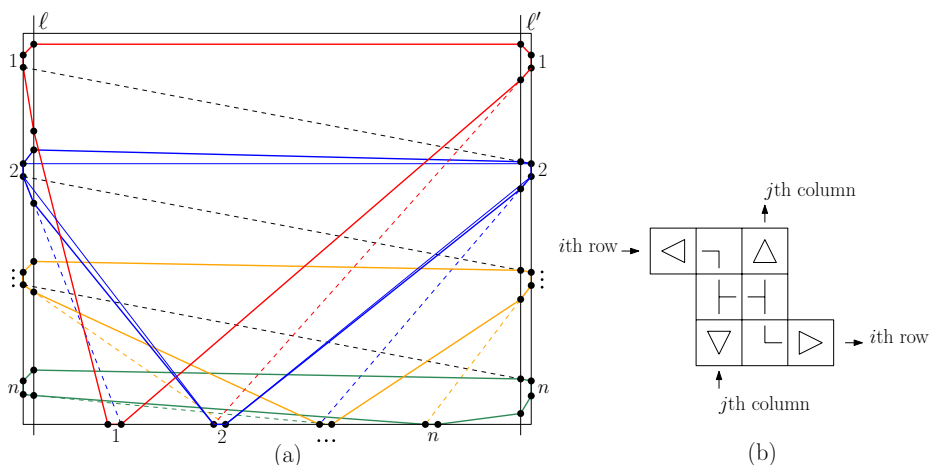 ℓ ℓ′
1 1
2 2
⋮ ⋮
n n
1 2 ... n
(a)
jth column
ith row
ith row
jth column
(b)